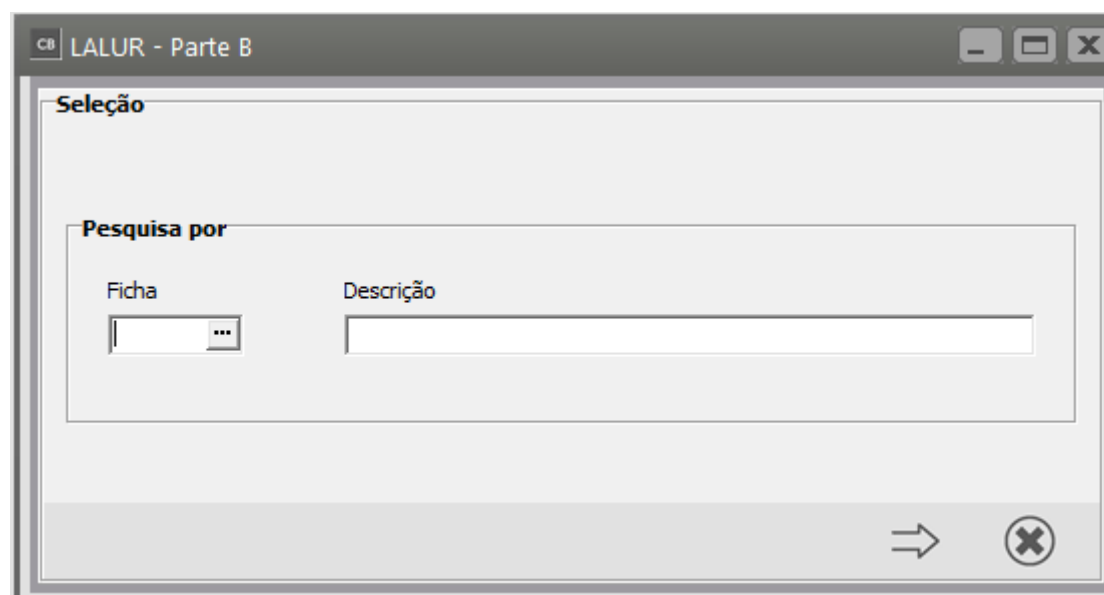 CB LALUR - Parte B
Seleção
Pesquisa por
Ficha Descrição
...